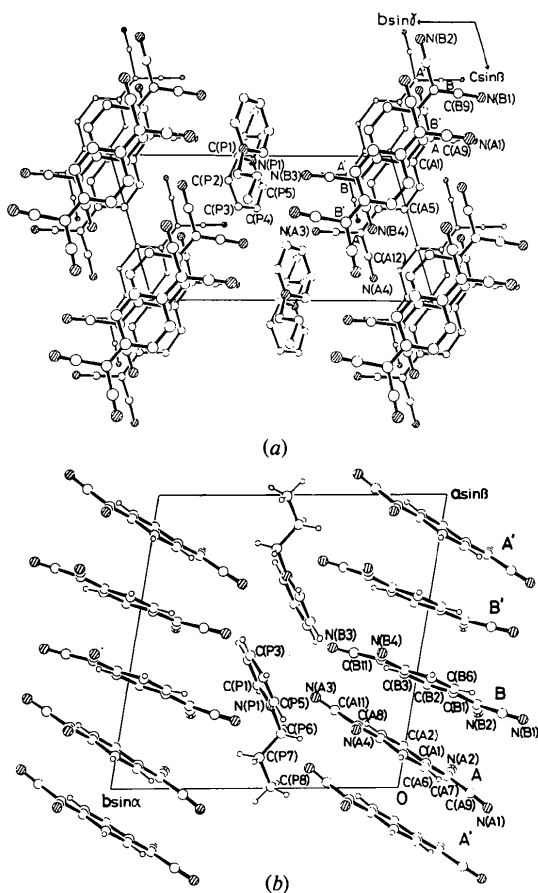 bsinγ
N(B2)
Csinβ
A'
B
N(B1)
C(B9)
B'
N(A1)
A
C(A9)
C(A1)
C(P1)
N(P1)
N(B3)
A'
C(P2)
C(P5)
B
C(P3)
C(P4)
B'
C(A5)
N(B4)
N(A3)
A
C(A12)
N(A4)
(a)
asinβ
A'
B'
N(B3)
N(B4)
C(P3)
C(B11)
C(B3)
C(B6)
C(B2)
B
C(P1)
N(A3)
C(B1)
N(P1)
C(P5)
C(A11)
N(B2)
N(B1)
C(P6)
C(A8)
C(A2)
N(A4)
C(A1)
N(A2)
C(P7)
A
C(A6)
C(A7)
C(P8)
C(A9)
bsinα
O
N(A1)
A'
(b)